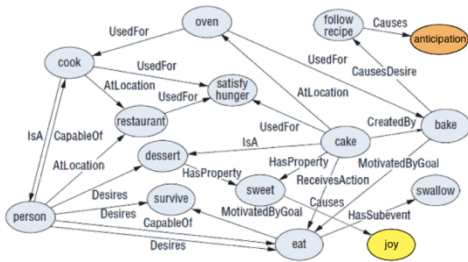 oven
follow
recipe
Causes
anticipation
UsedFor
cook
UsedFor
UsedFor
satisfy
hunger
CausesDesire
AtLocation
UsedFor
AtLocation
restaurant
UsedFor
CreatedBy
bake
IsA
CapableOf
cake
IsA
dessert
HasProperty
MotivatedByGoal
AtLocation
HasProperty
ReceivesAction
Desires
sweet
swallow
person
Desires
survive
MotivatedByGoal
Causes
HasSubevent
CapableOf
Desires
eat
joy